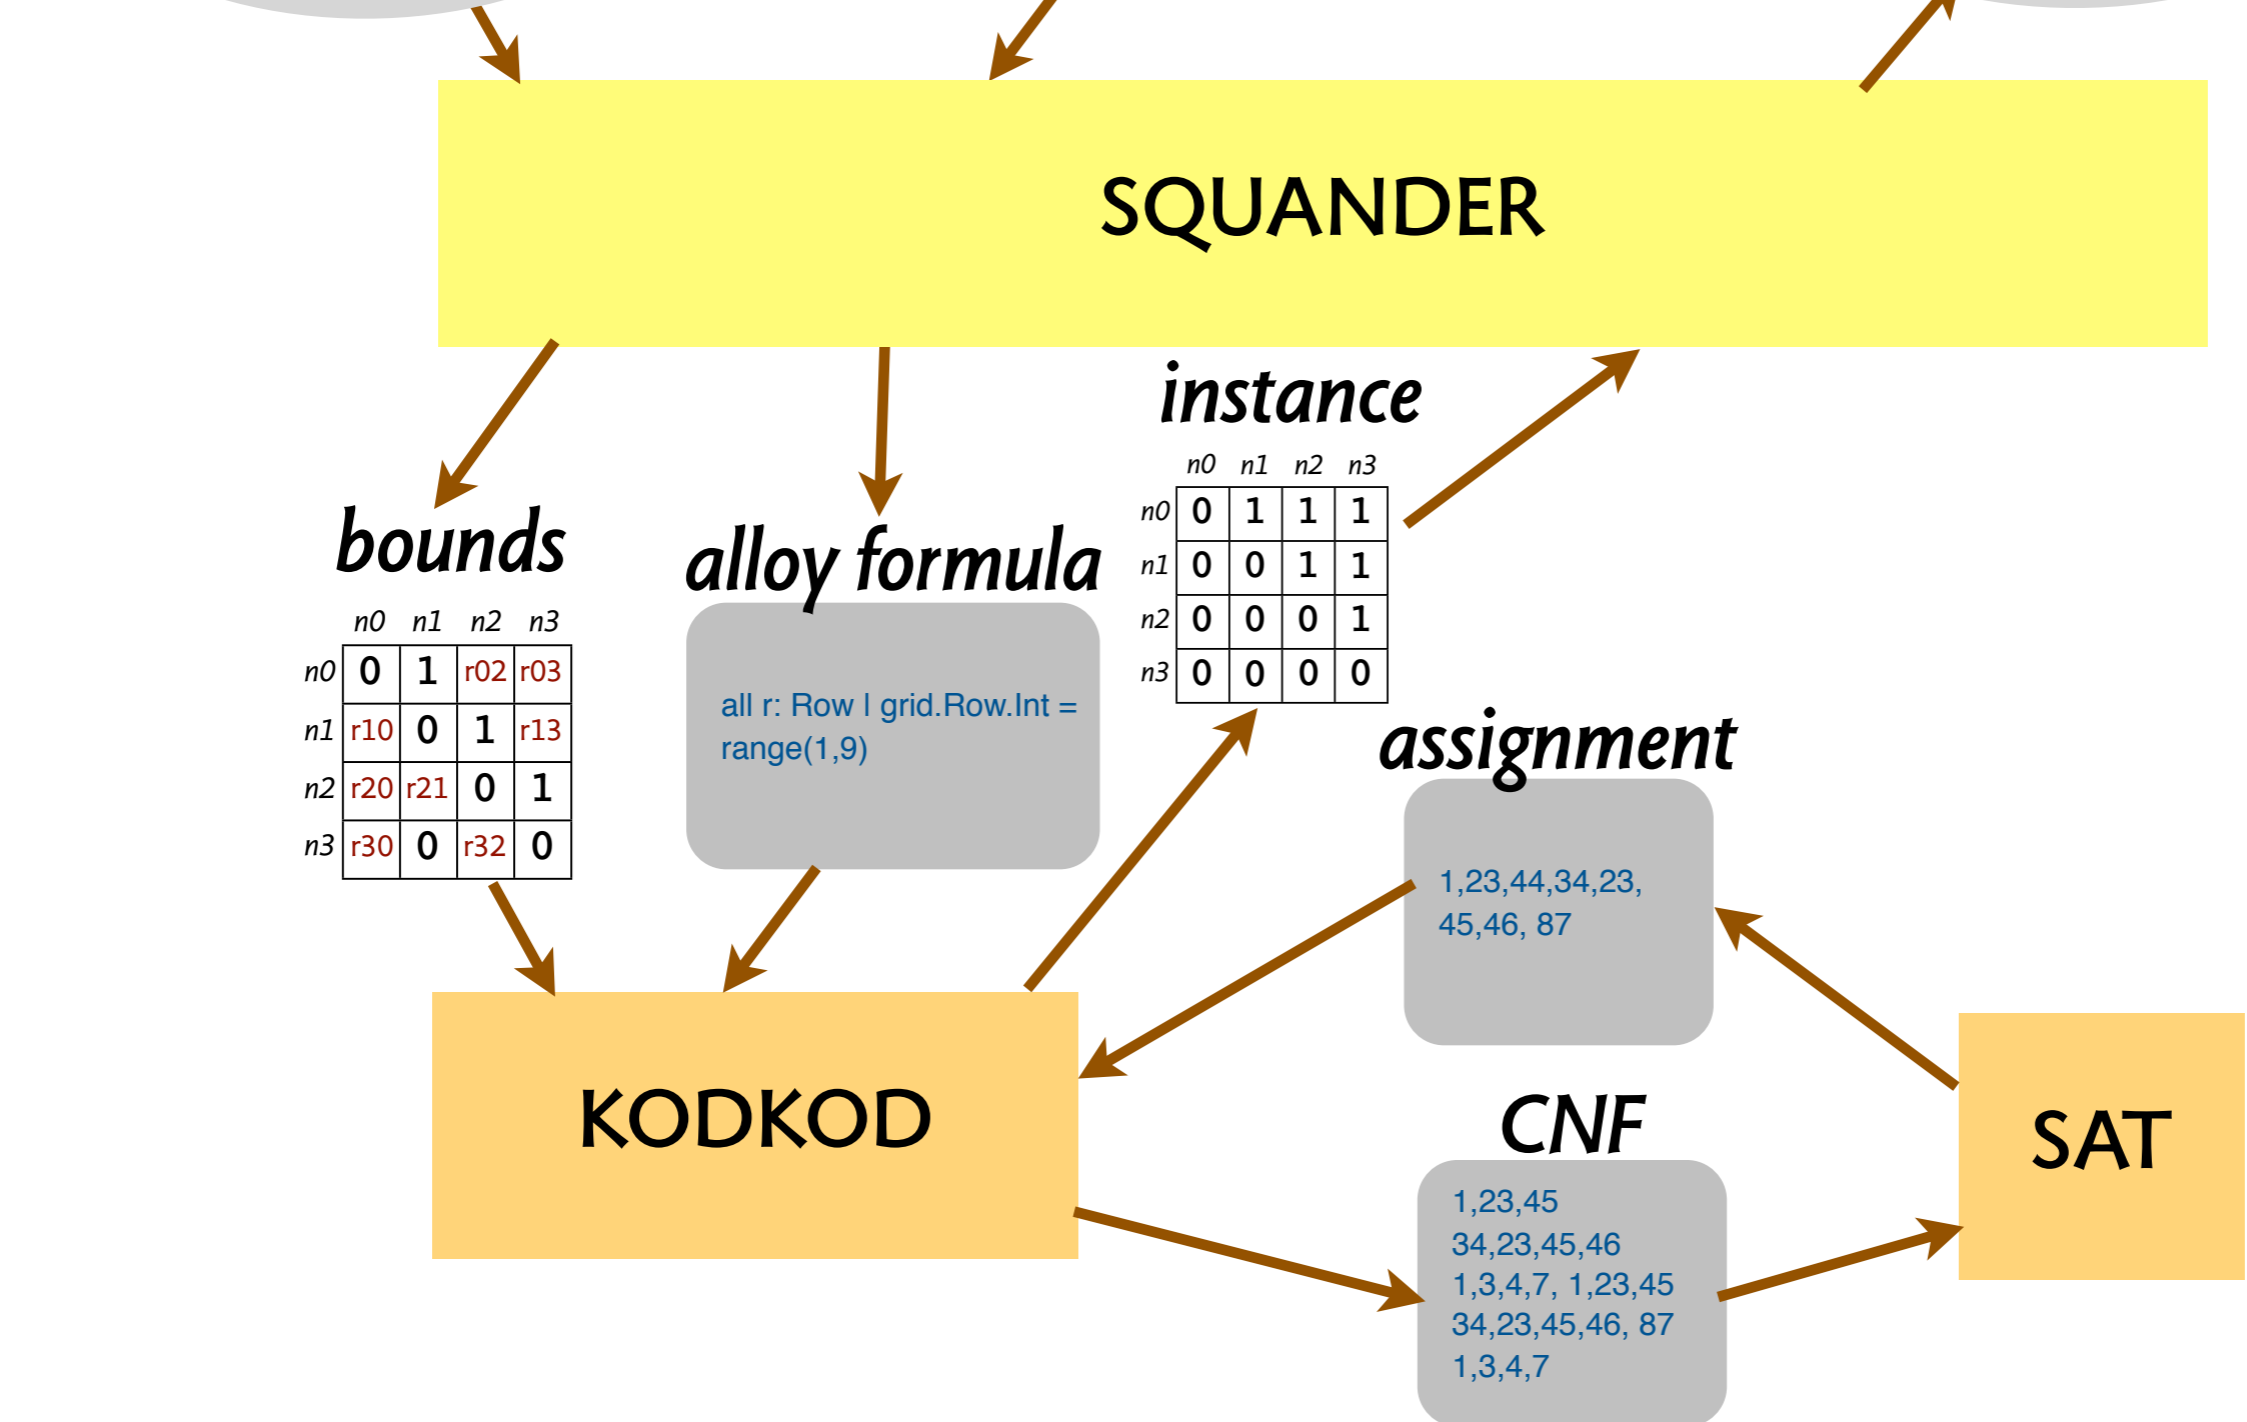 SQUANDER
instance
n0 n1 n2 n3
n0 0 1 1 1
n1 0 0 1 1
n2 0 0 0 1
n3 0 0 0 0
bounds
n0 n1 n2 n3
n0 0 1 r02 r03
n1 r10 0 1 r13
n2 r20 r21 0 1
n3 r30 0 r32 0
alloy formula
all r: Row | grid.Row.Int =
range(1,9)
assignment
1,23,44,34,23,
45,46, 87
KODKOD
CNF
1,23,45
34,23,45,46
1,3,4,7, 1,23,45
34,23,45,46, 87
1,3,4,7
SAT